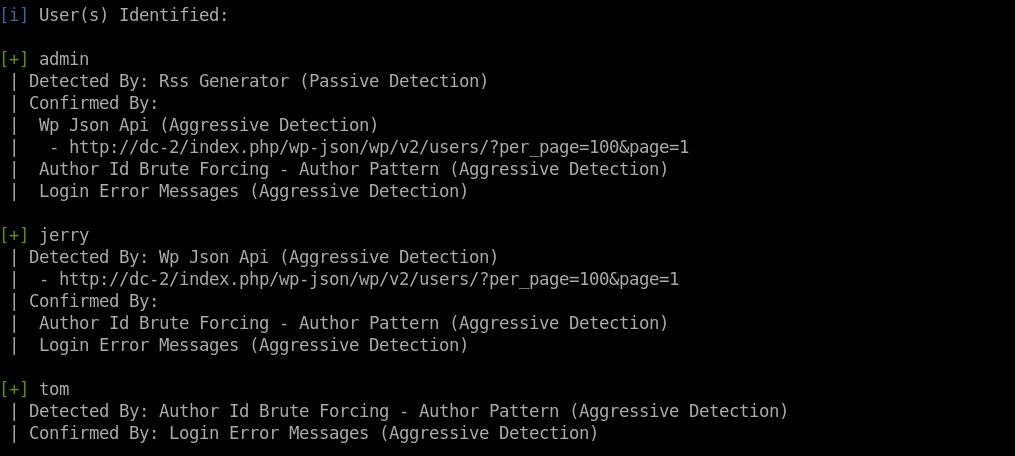 [i] User(s) Identified:
[+] admin
| Detected By: Rss Generator (Passive Detection)
| Confirmed By:
|  Wp Json Api (Aggressive Detection)
|   - http://dc-2/index.php/wp-json/wp/v2/users/?per_page=100&page=1
|  Author Id Brute Forcing - Author Pattern (Aggressive Detection)
|  Login Error Messages (Aggressive Detection)
[+] jerry
| Detected By: Wp Json Api (Aggressive Detection)
|  - http://dc-2/index.php/wp-json/wp/v2/users/?per_page=100&page=1
| Confirmed By:
|  Author Id Brute Forcing - Author Pattern (Aggressive Detection)
|  Login Error Messages (Aggressive Detection)
[+] tom
| Detected By: Author Id Brute Forcing - Author Pattern (Aggressive Detection)
| Confirmed By: Login Error Messages (Aggressive Detection)